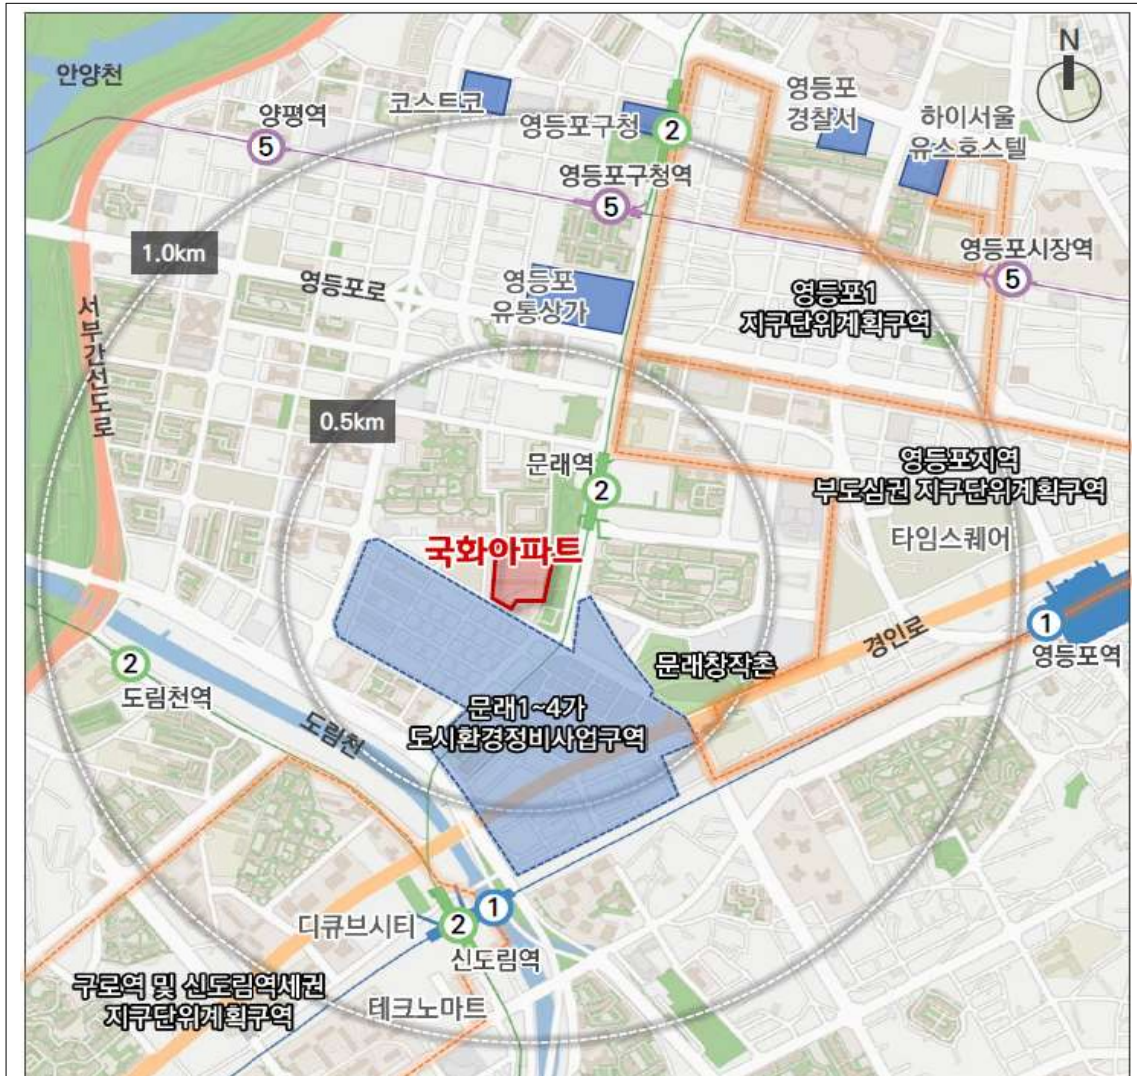 N
안양천
코스트코
영등포
경찰서
양평역
5
영등포구청
2
하이서울
유스호스텔
영등포구청역
5
1.0km
영등포시장역
5
영등포로
영등포
유통상가
영등포1
지구단위계획구역
서부간선도로
0.5km
문래역
2
영등포지역
부도심권 지구단위계획구역
타임스퀘어
국화아파트
1
영등포역
경인로
2
도림천역
문래창작촌
문래1~4가
도시환경정비사업구역
도림천
디큐브시티
2
1
신도림역
구로역 및 신도림역세권
지구단위계획구역
테크노마트